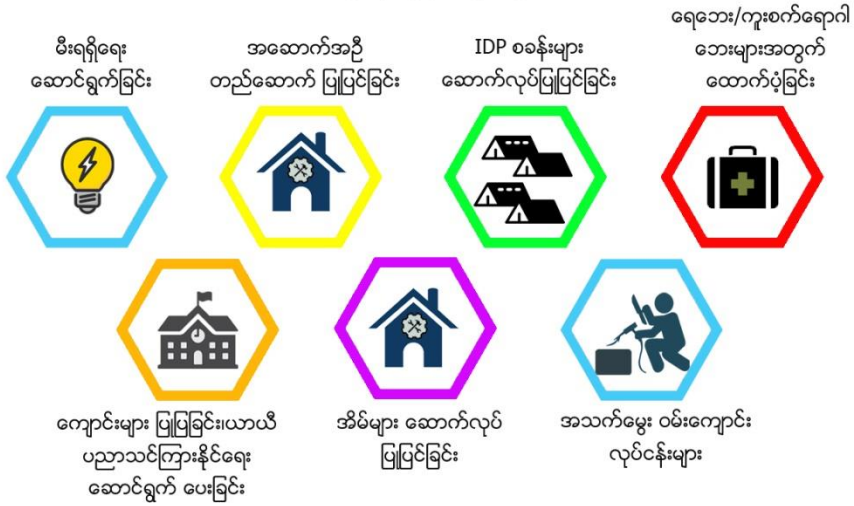 မီးရရှိရေး
ဆောင်ရွက်ခြင်း
အဆောက်အဦ
တည်ဆောက် ပြုပြင်ခြင်း
IDP စခန်းများ
ဆောက်လုပ်ပြုပြင်ခြင်း
ရေဘေး/ကူးစက်ရောဂါ
ဘေးများအတွက်
ထောက်ပံ့ခြင်း
ကျောင်းများ ပြုပြခြင်း၊ယာယီ
ပညာသင်ကြားနိုင်ရေး
ဆောင်ရွက် ပေးခြင်း
အိမ်များ ဆောက်လုပ်
ပြုပြင်ခြင်း
အသက်မွေး ဝမ်းကျောင်း
လုပ်ငန်းများ